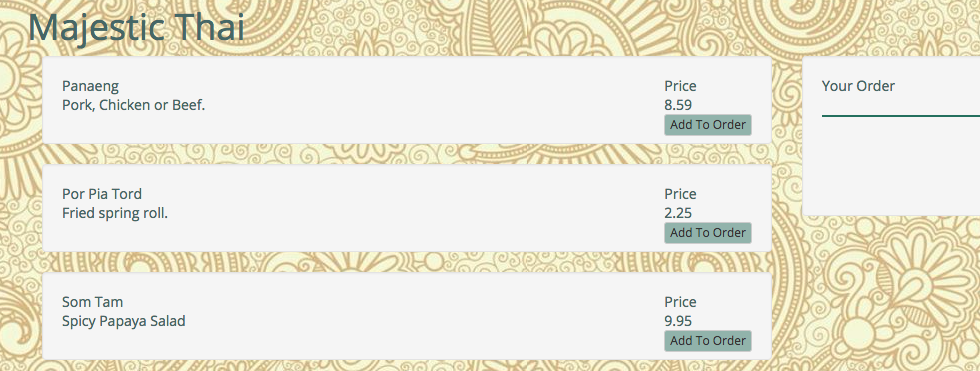 Majestic Thai
Panaeng
Pork, Chicken or Beef.
Price
8.59
Add To Order
Por Pia Tord
Fried spring roll.
Price
2.25
Add To Order
Som Tam
Spicy Papaya Salad
Price
9.95
Add To Order
Your Order